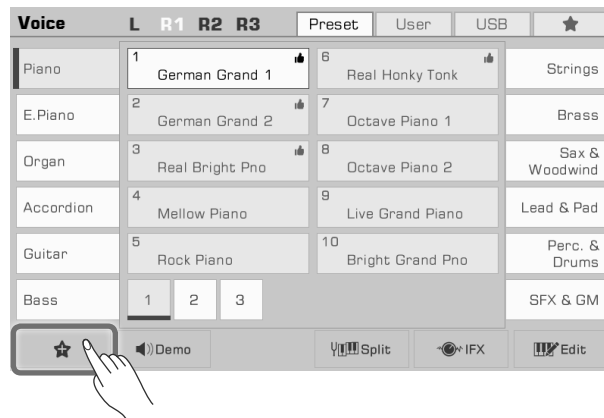 Voice L R1 R2 R3 Preset User USB
Piano
E.Piano
Organ
Accordion
Guitar
Bass
1 German Grand 1
2 German Grand 2
3 Real Bright Pno
4 Mellow Piano
5 Rock Piano
6 Real Honky Tonk
7 Octave Piano 1
8 Octave Piano 2
9 Live Grand Piano
10 Bright Grand Pno
1 2 3
Strings
Brass
Sax &
Woodwind
Lead & Pad
Perc. &
Drums
SFX & GM
Demo Split IFX Edit